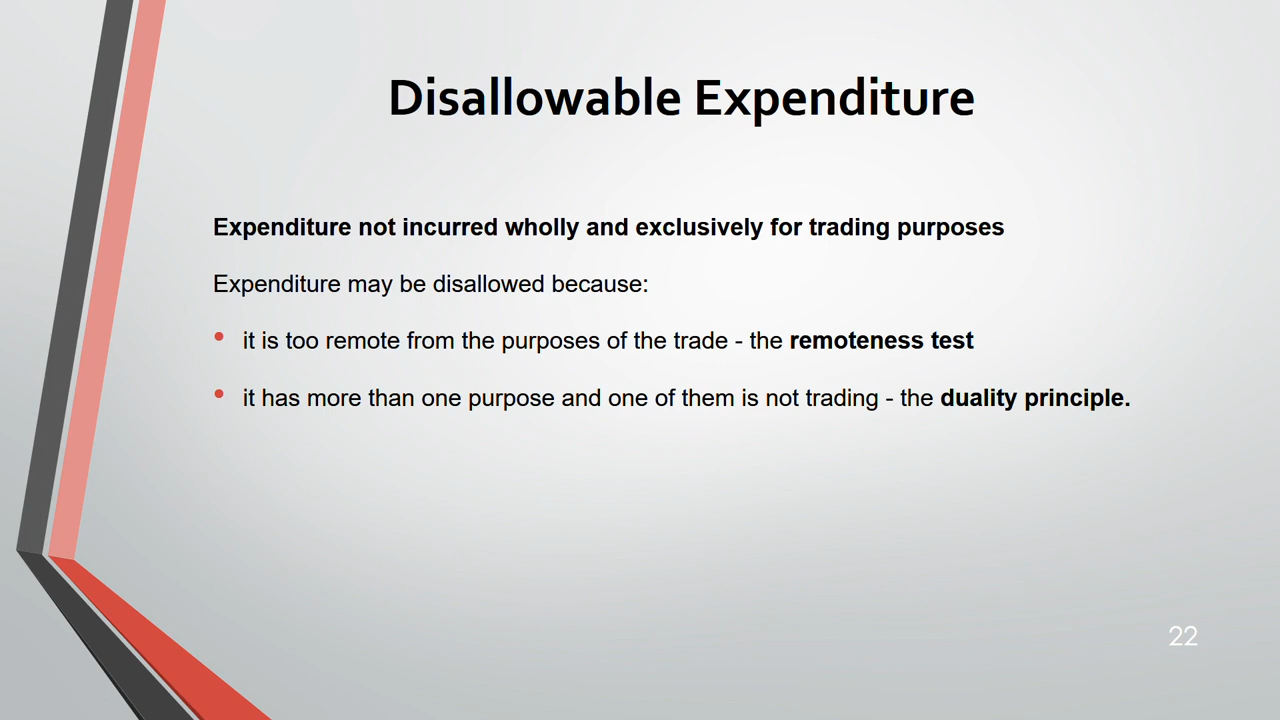 Disallowable Expenditure
Expenditure not incurred wholly and exclusively for trading purposes
Expenditure may be disallowed because:
• it is too remote from the purposes of the trade - the remoteness test
• it has more than one purpose and one of them is not trading - the duality principle.
22